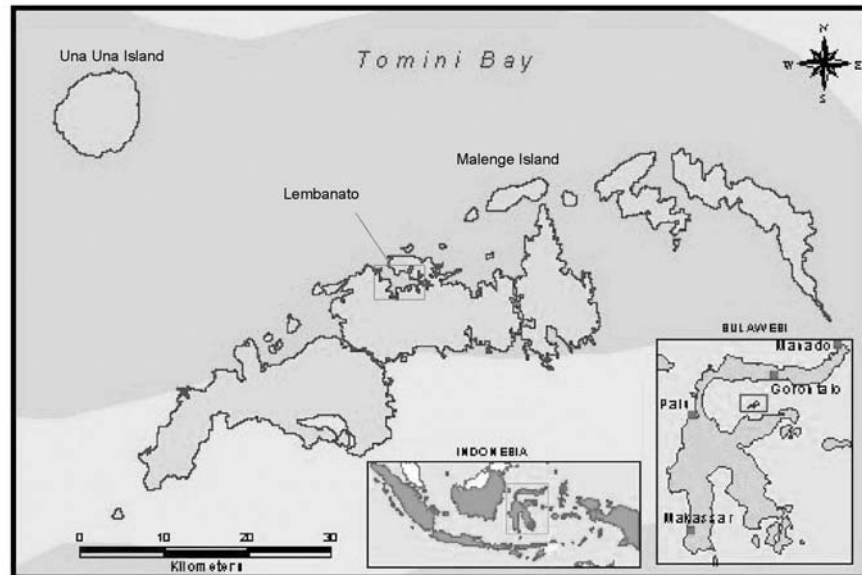 Una Una Island
Tomini Bay
N
W E
S
Malenge Island
Lembanato
SULAWESI
Manado
Gorontalo
Palu
Makassar
INDONESIA
0 10 20 30
Kilometers